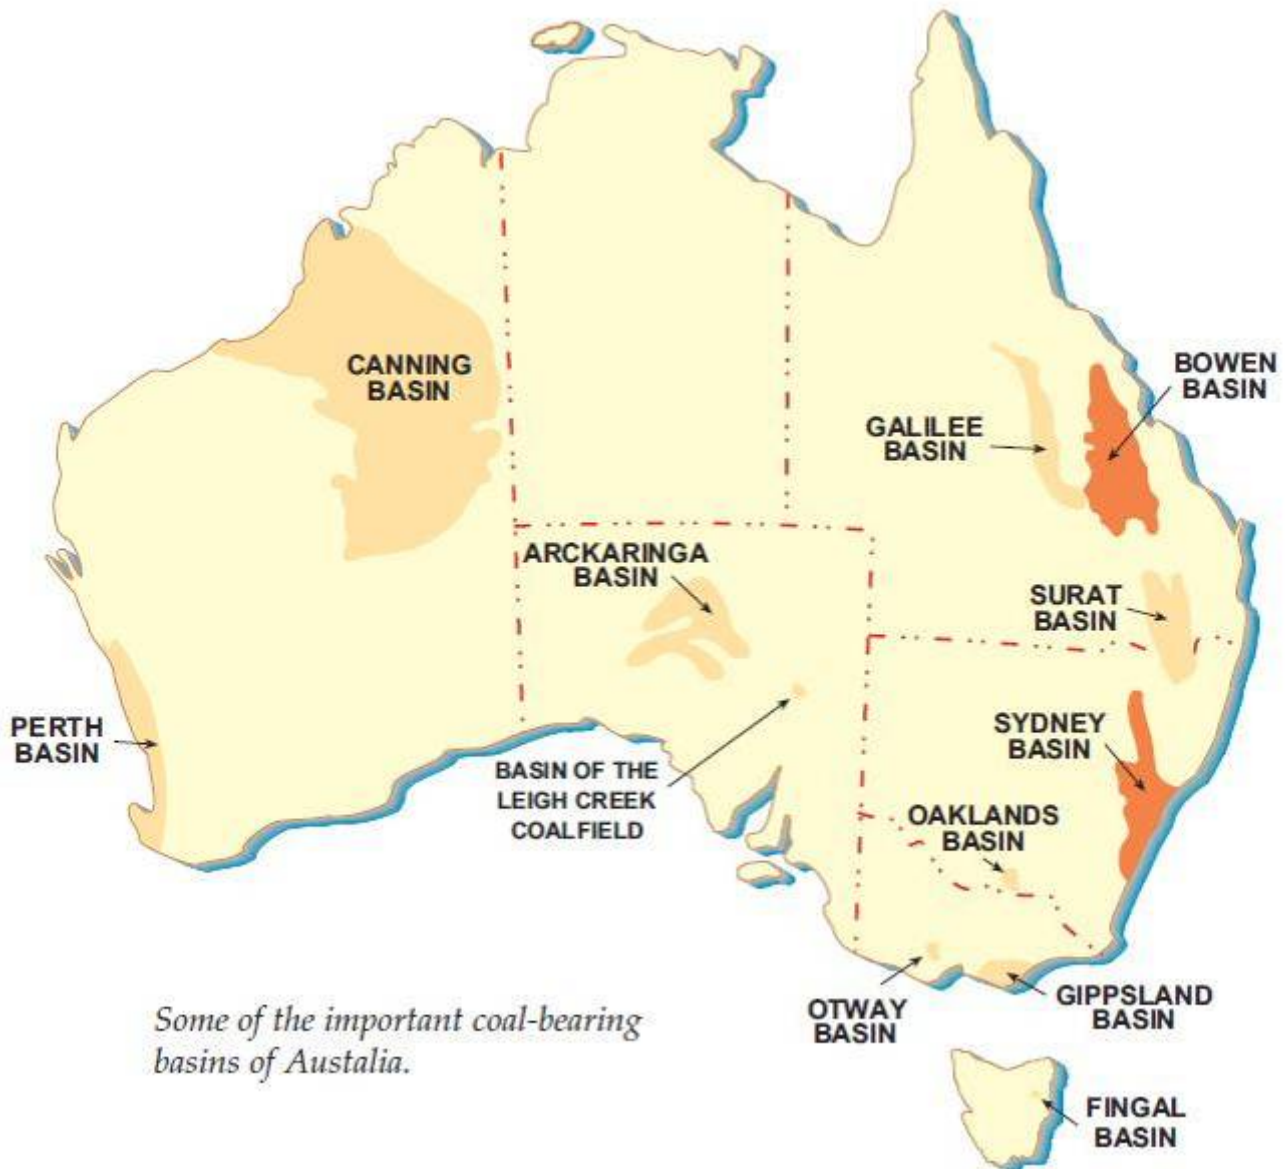 CANNING
BASIN
BOWEN
BASIN
GALILEE
BASIN
ARCKARINGA
BASIN
SURAT
BASIN
PERTH
BASIN
SYDNEY
BASIN
BASIN OF THE
LEIGH CREEK
COALFIELD
OAKLANDS
BASIN
OTWAY
BASIN
GIPPSLAND
BASIN
Some of the important coal-bearing
basins of Austalia.
FINGAL
BASIN